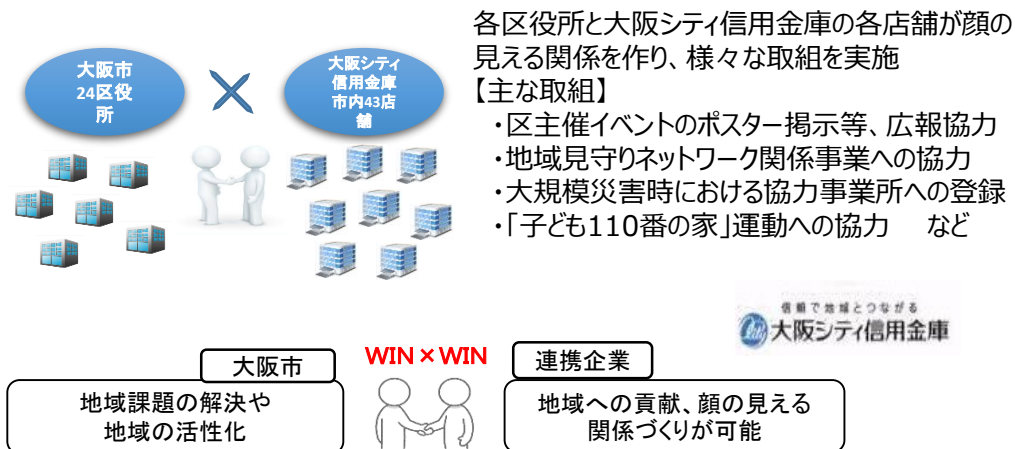 各区役所と大阪シティ信用金庫の各店舗が顔の
見える関係を作り、様々な取組を実施
【主な取組】
・区主催イベントのポスター掲示等、広報協力
・地域見守りネットワーク関係事業への協力
・大規模災害時における協力事業所への登録
・「子ども110番の家」運動への協力　など
大阪市
24区役
所
大阪シティ
信用金庫
市内43店
舗
信頼で地域とつながる
大阪シティ信用金庫
大阪市
WIN×WIN
連携企業
地域課題の解決や
地域の活性化
地域への貢献、顔の見える
関係づくりが可能